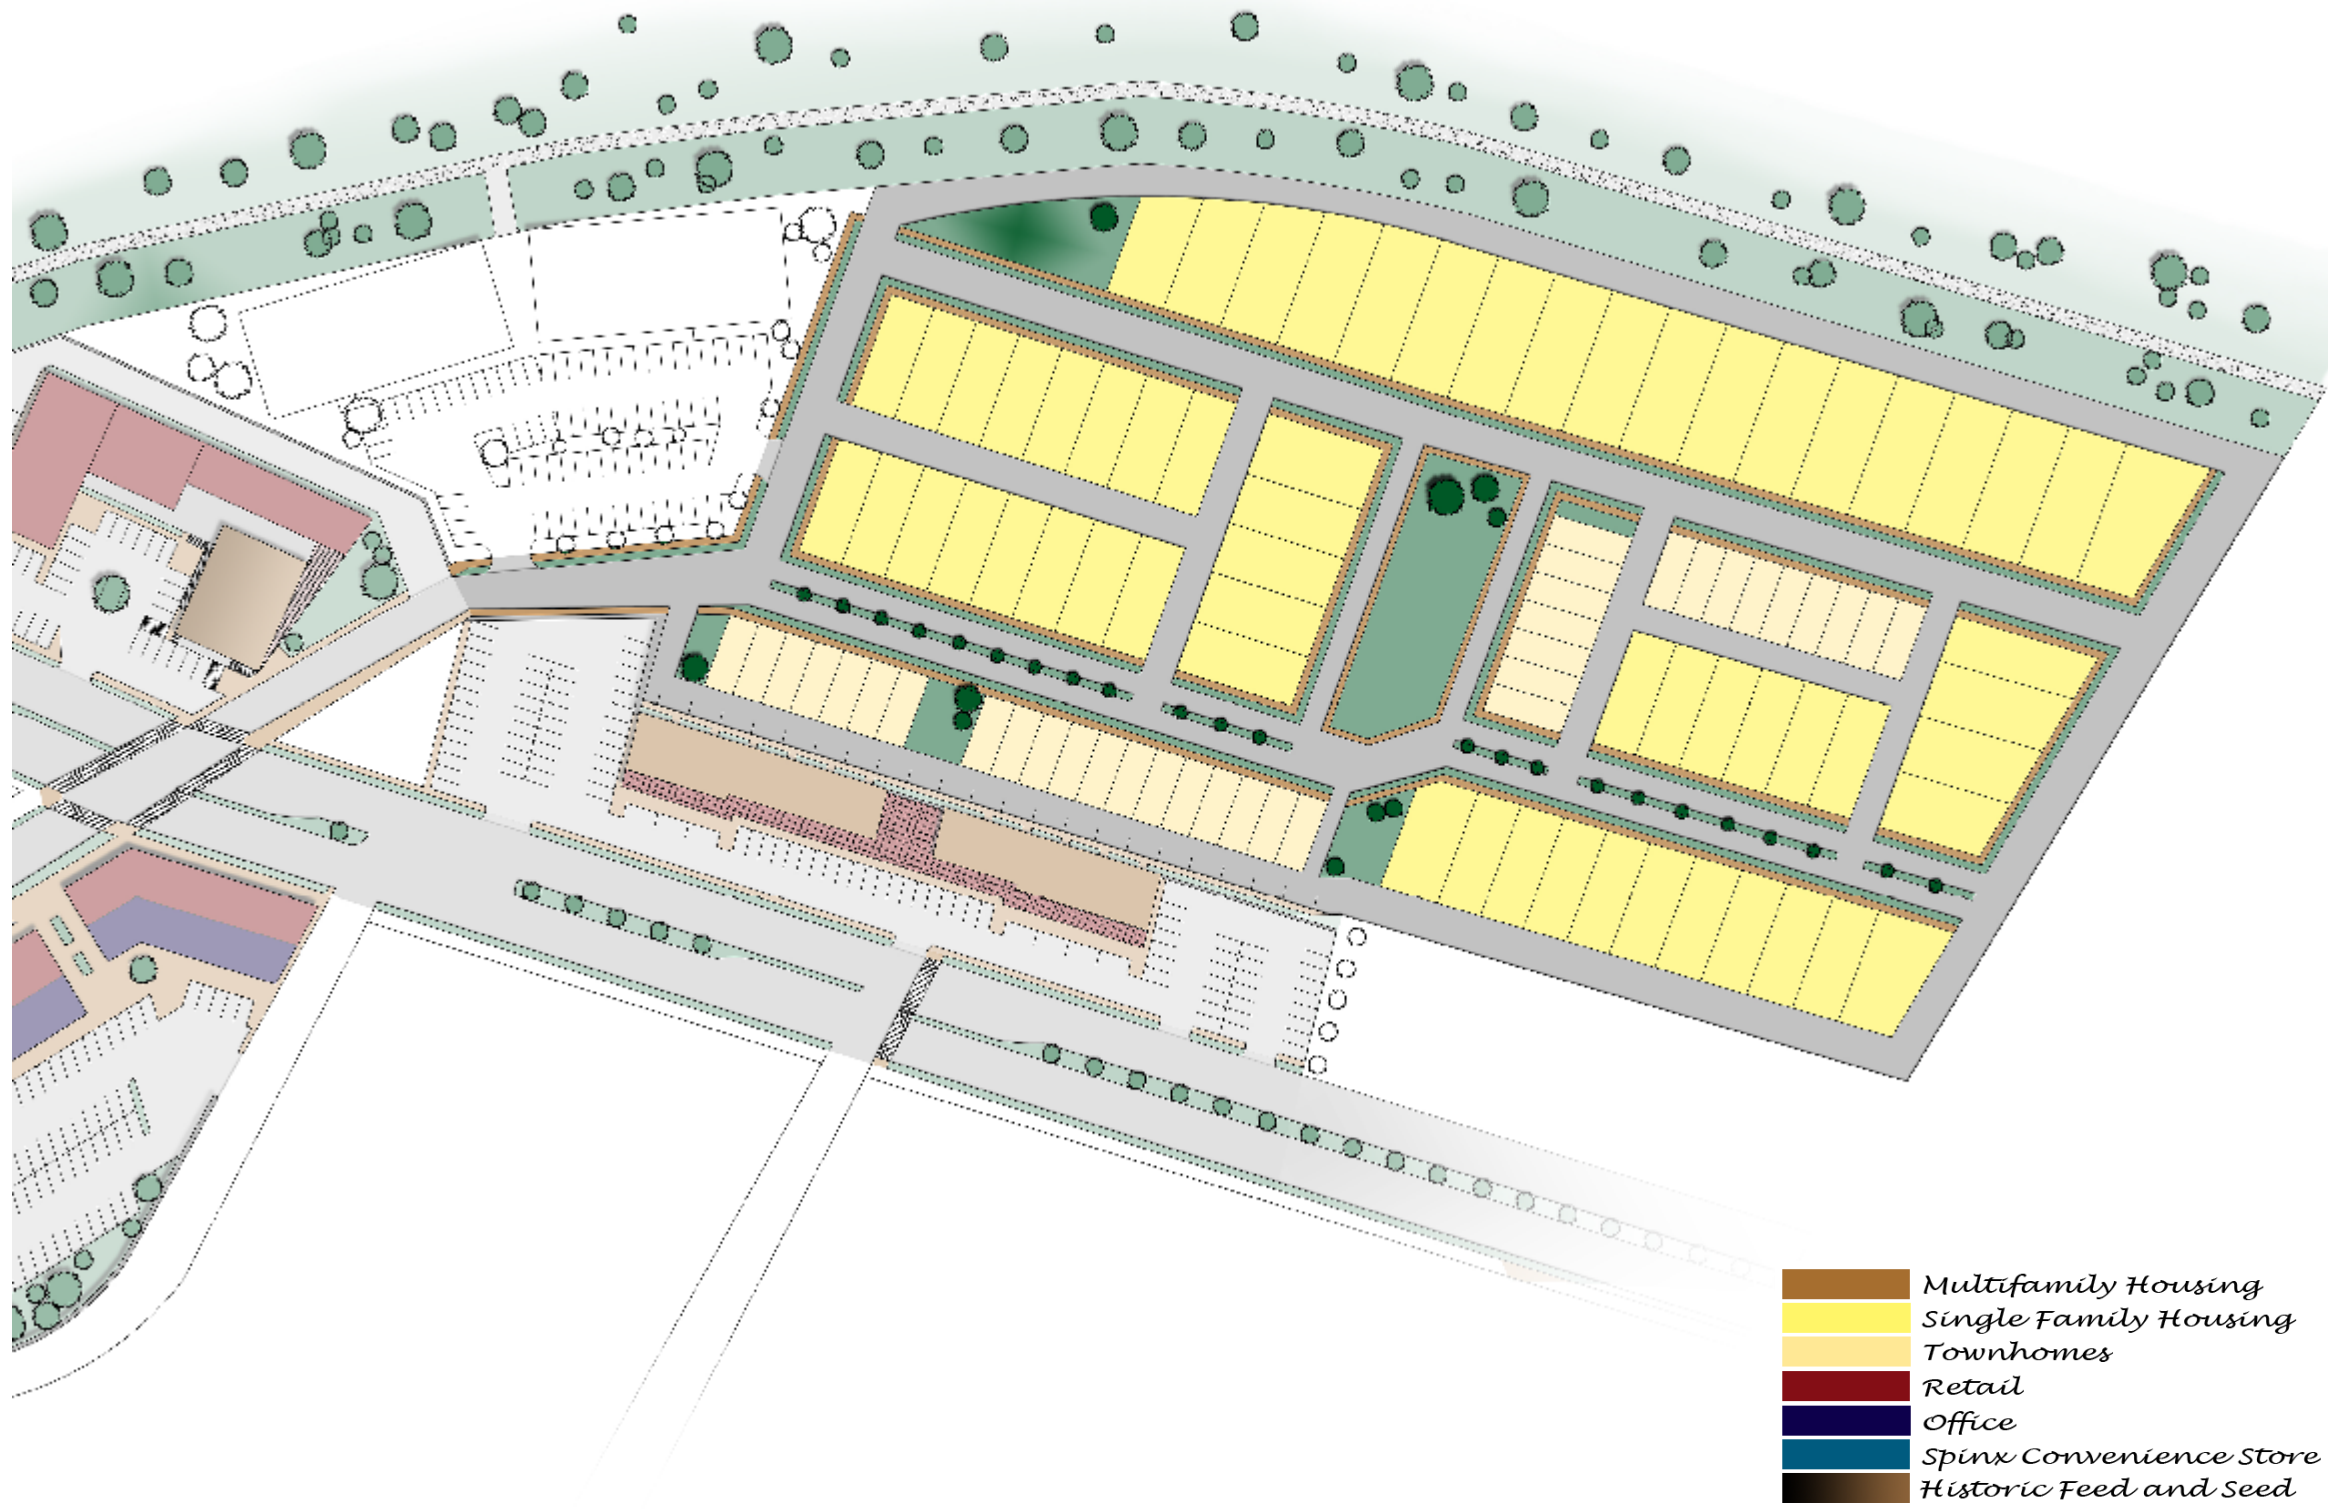 Multifamily Housing
Single Family Housing
Townhomes
Retail
Office
Spinx Convenience Store
Historic Feed and Seed